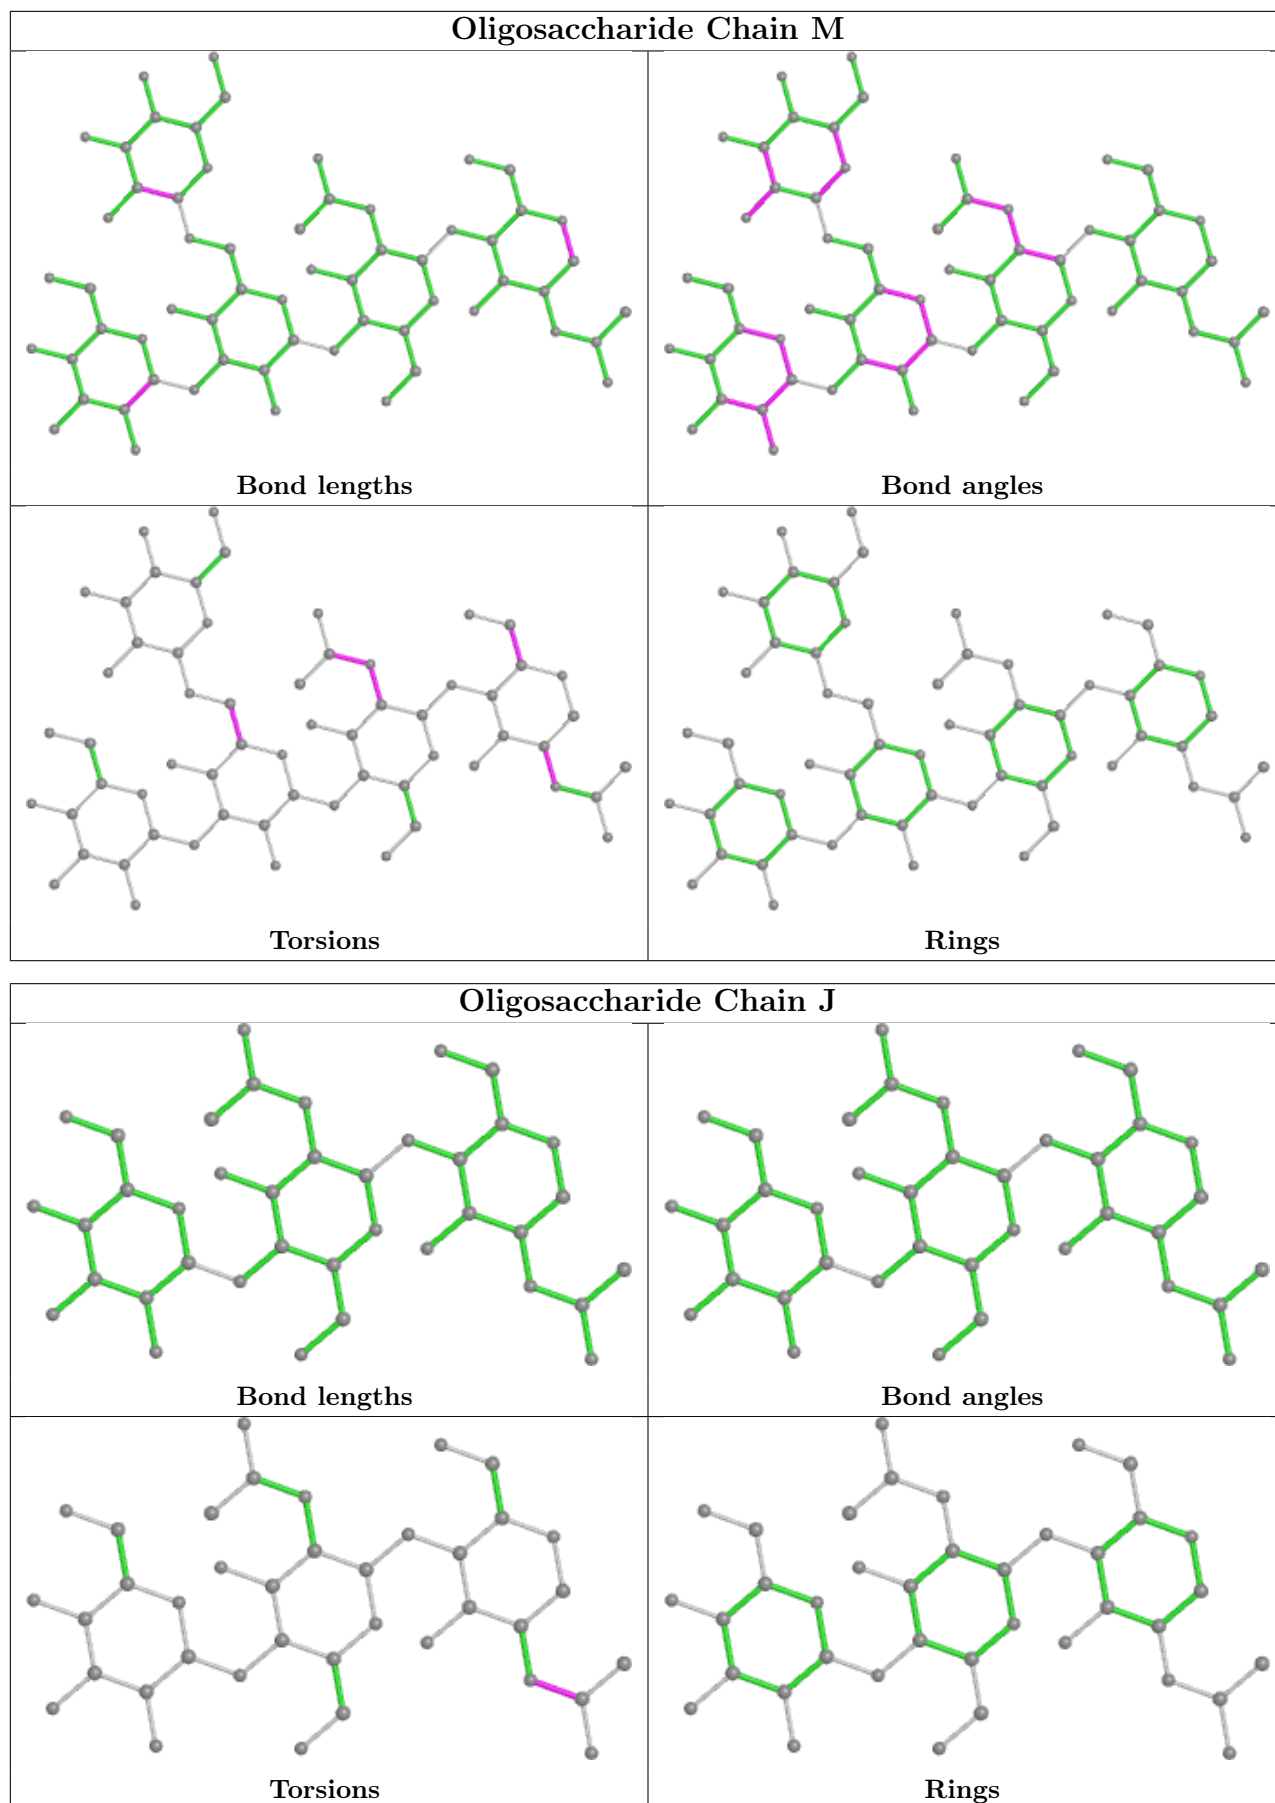 Oligosaccharide Chain M
Bond lengths
Bond angles
Torsions
Rings
Oligosaccharide Chain J
Bond lengths
Bond angles
Torsions
Rings